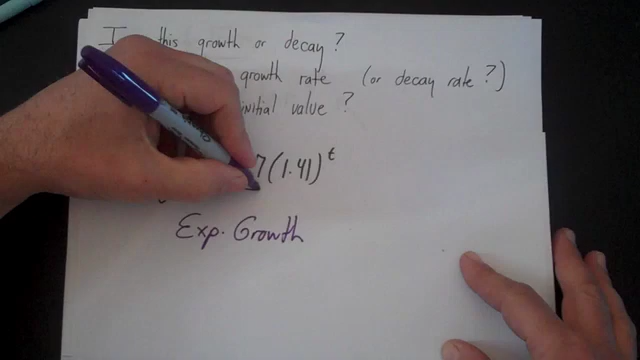 this growth or decay?
growth rate (or decay rate?)
initial value?
7(1.41)^t
Exp. Growth